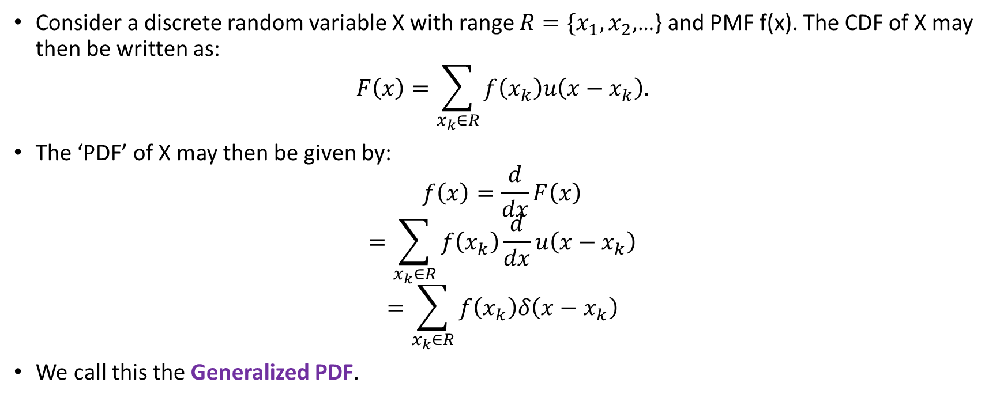 • Consider a discrete random variable X with range $R = \{x_1, x_2, \ldots\}$ and PMF f(x). The CDF of X may
then be written as:
$F(x) = \sum_{x_k \in R} f(x_k)u(x - x_k).$
• The ‘PDF’ of X may then be given by:
$f(x) = \frac{d}{dx} F(x)$
$= \sum_{x_k \in R} f(x_k) \frac{d}{dx} u(x - x_k)$
$= \sum_{x_k \in R} f(x_k)\delta(x - x_k)$
• We call this the Generalized PDF.